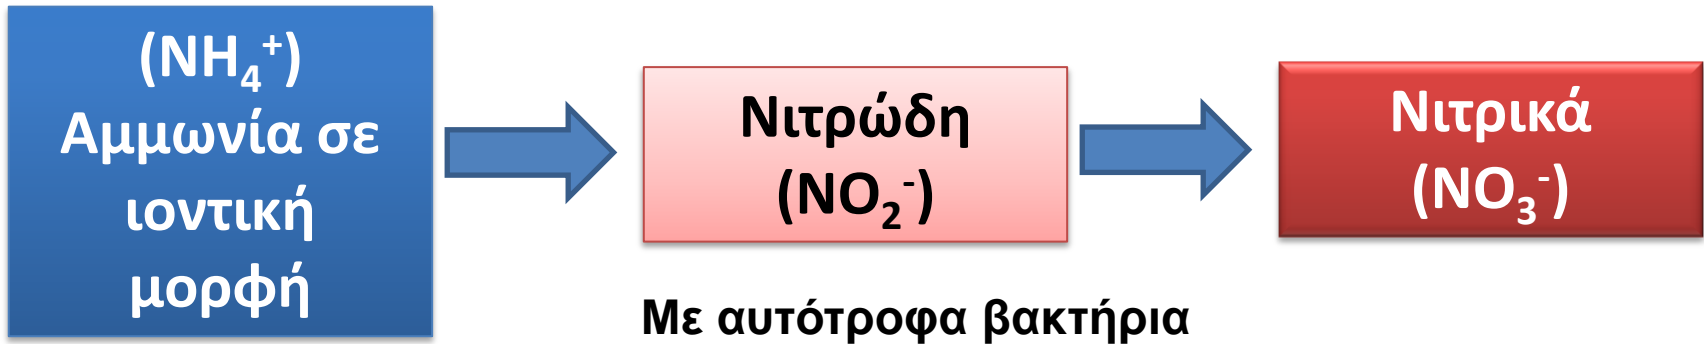 (NH₄⁺)
Αμμωνία σε
ιοντική
μορφή
Νιτρώδη
(NO₂⁻)
Νιτρικά
(NO₃⁻)
Με αυτότροφα βακτήρια